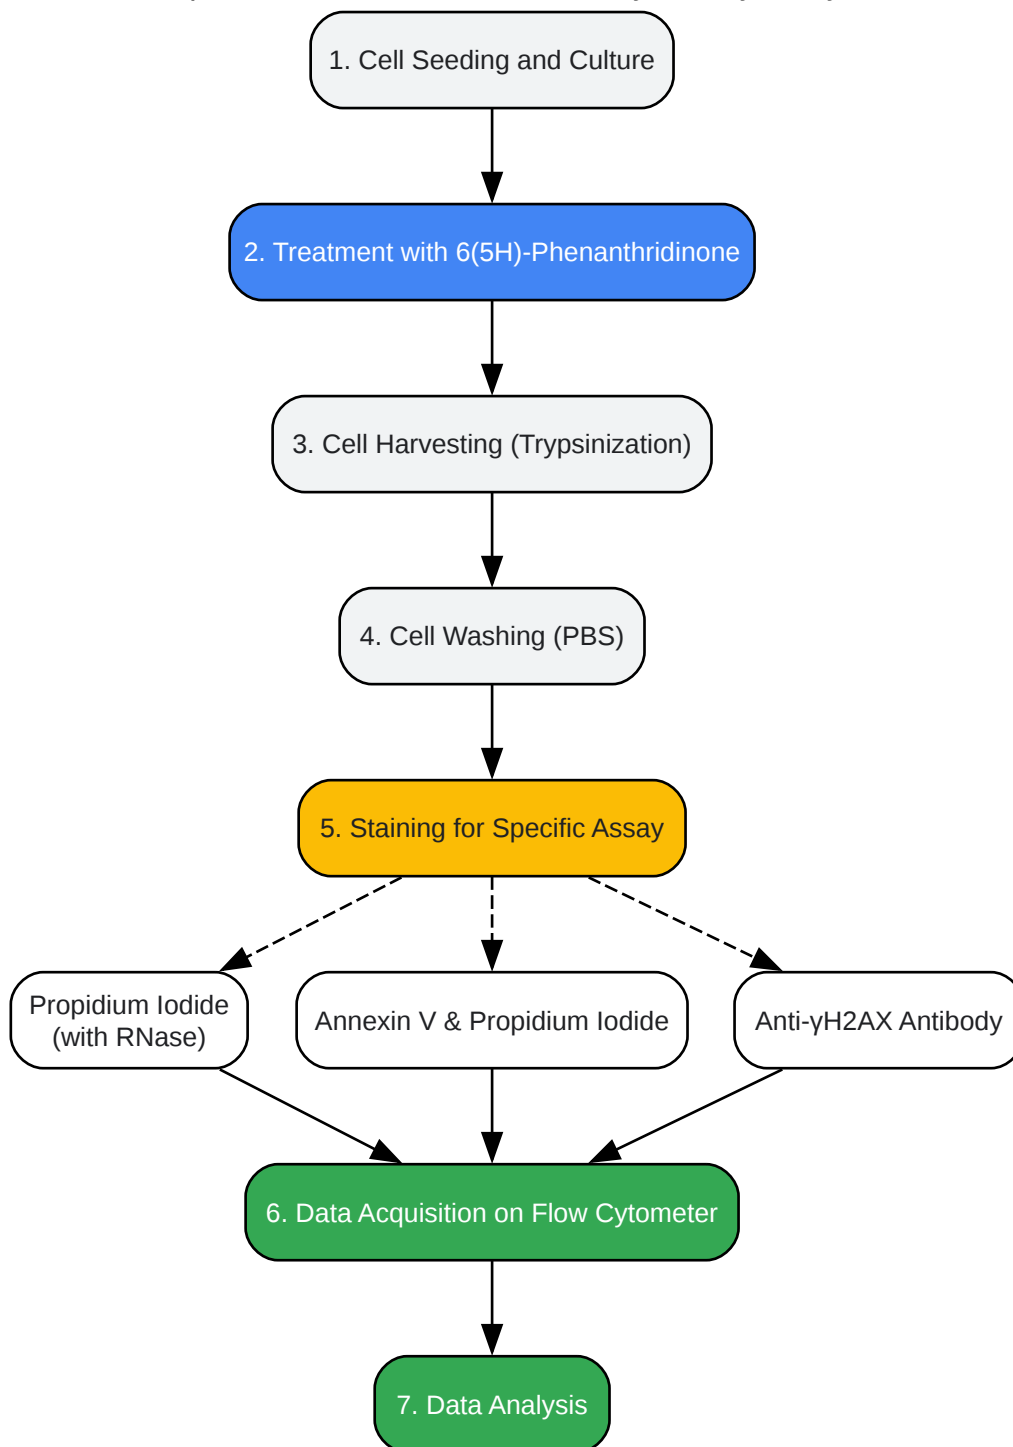 1. Cell Seeding and Culture
2. Treatment with 6(5H)-Phenanthridinone
3. Cell Harvesting (Trypsinization)
4. Cell Washing (PBS)
5. Staining for Specific Assay
Propidium Iodide
(with RNase)
Annexin V & Propidium Iodide
Anti-γH2AX Antibody
6. Data Acquisition on Flow Cytometer
7. Data Analysis